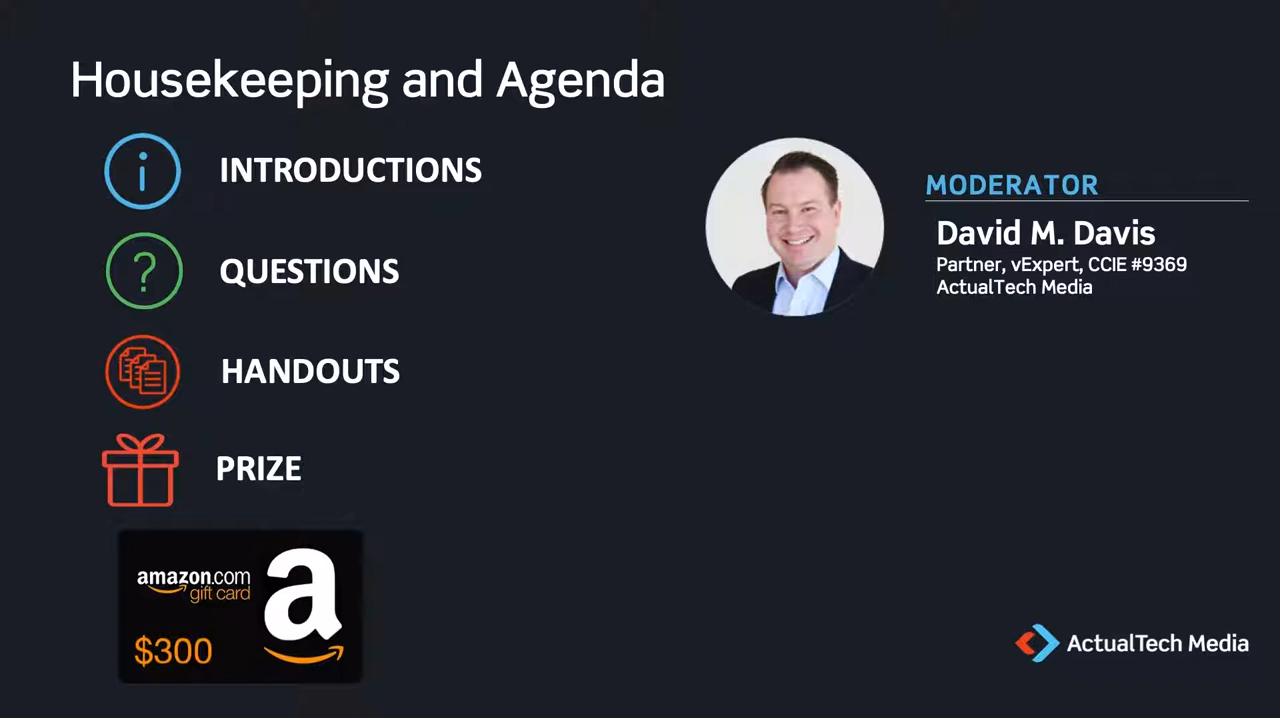 Housekeeping and Agenda
INTRODUCTIONS
QUESTIONS
HANDOUTS
PRIZE
amazon.com
gift card
a
$300
MODERATOR
David M. Davis
Partner, vExpert, CCIE #9369
ActualTech Media
ActualTech Media